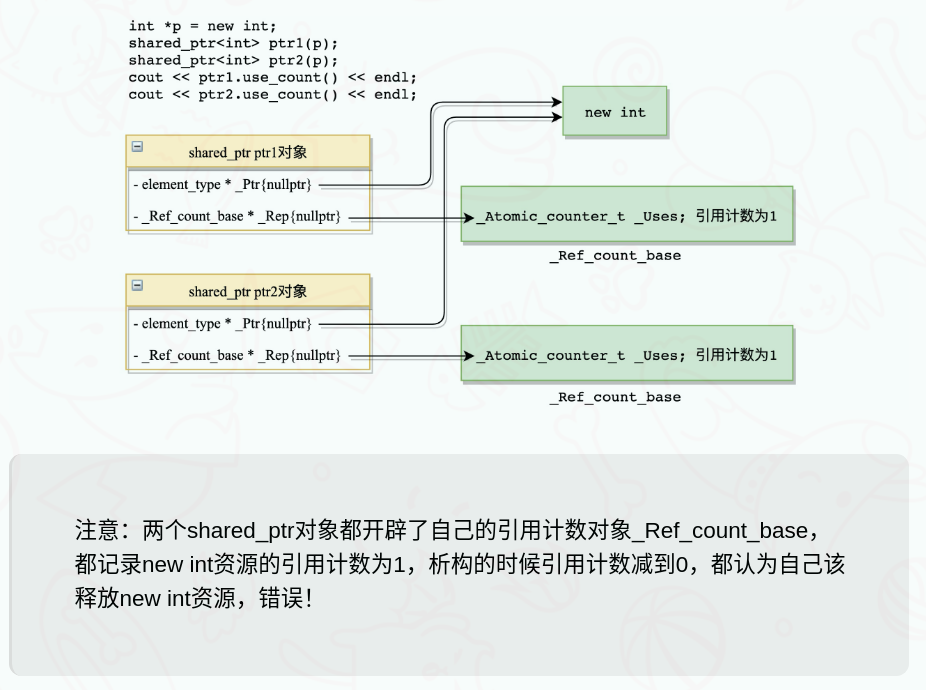 int *p = new int;
shared_ptr<int> ptr1(p);
shared_ptr<int> ptr2(p);
cout << ptr1.use_count() << endl;
cout << ptr2.use_count() << endl;
new int
shared_ptr ptr1对象
- element_type * _Ptr{nullptr}
- _Ref_count_base * _Rep{nullptr}
_Atomic_counter_t _Uses; 引用计数为1
_Ref_count_base
shared_ptr ptr2对象
- element_type * _Ptr{nullptr}
- _Ref_count_base * _Rep{nullptr}
_Atomic_counter_t _Uses; 引用计数为1
_Ref_count_base
注意：两个shared_ptr对象都开辟了自己的引用计数对象_Ref_count_base，
都记录new int资源的引用计数为1，析构的时候引用计数减到0，都认为自己该
释放new int资源，错误！